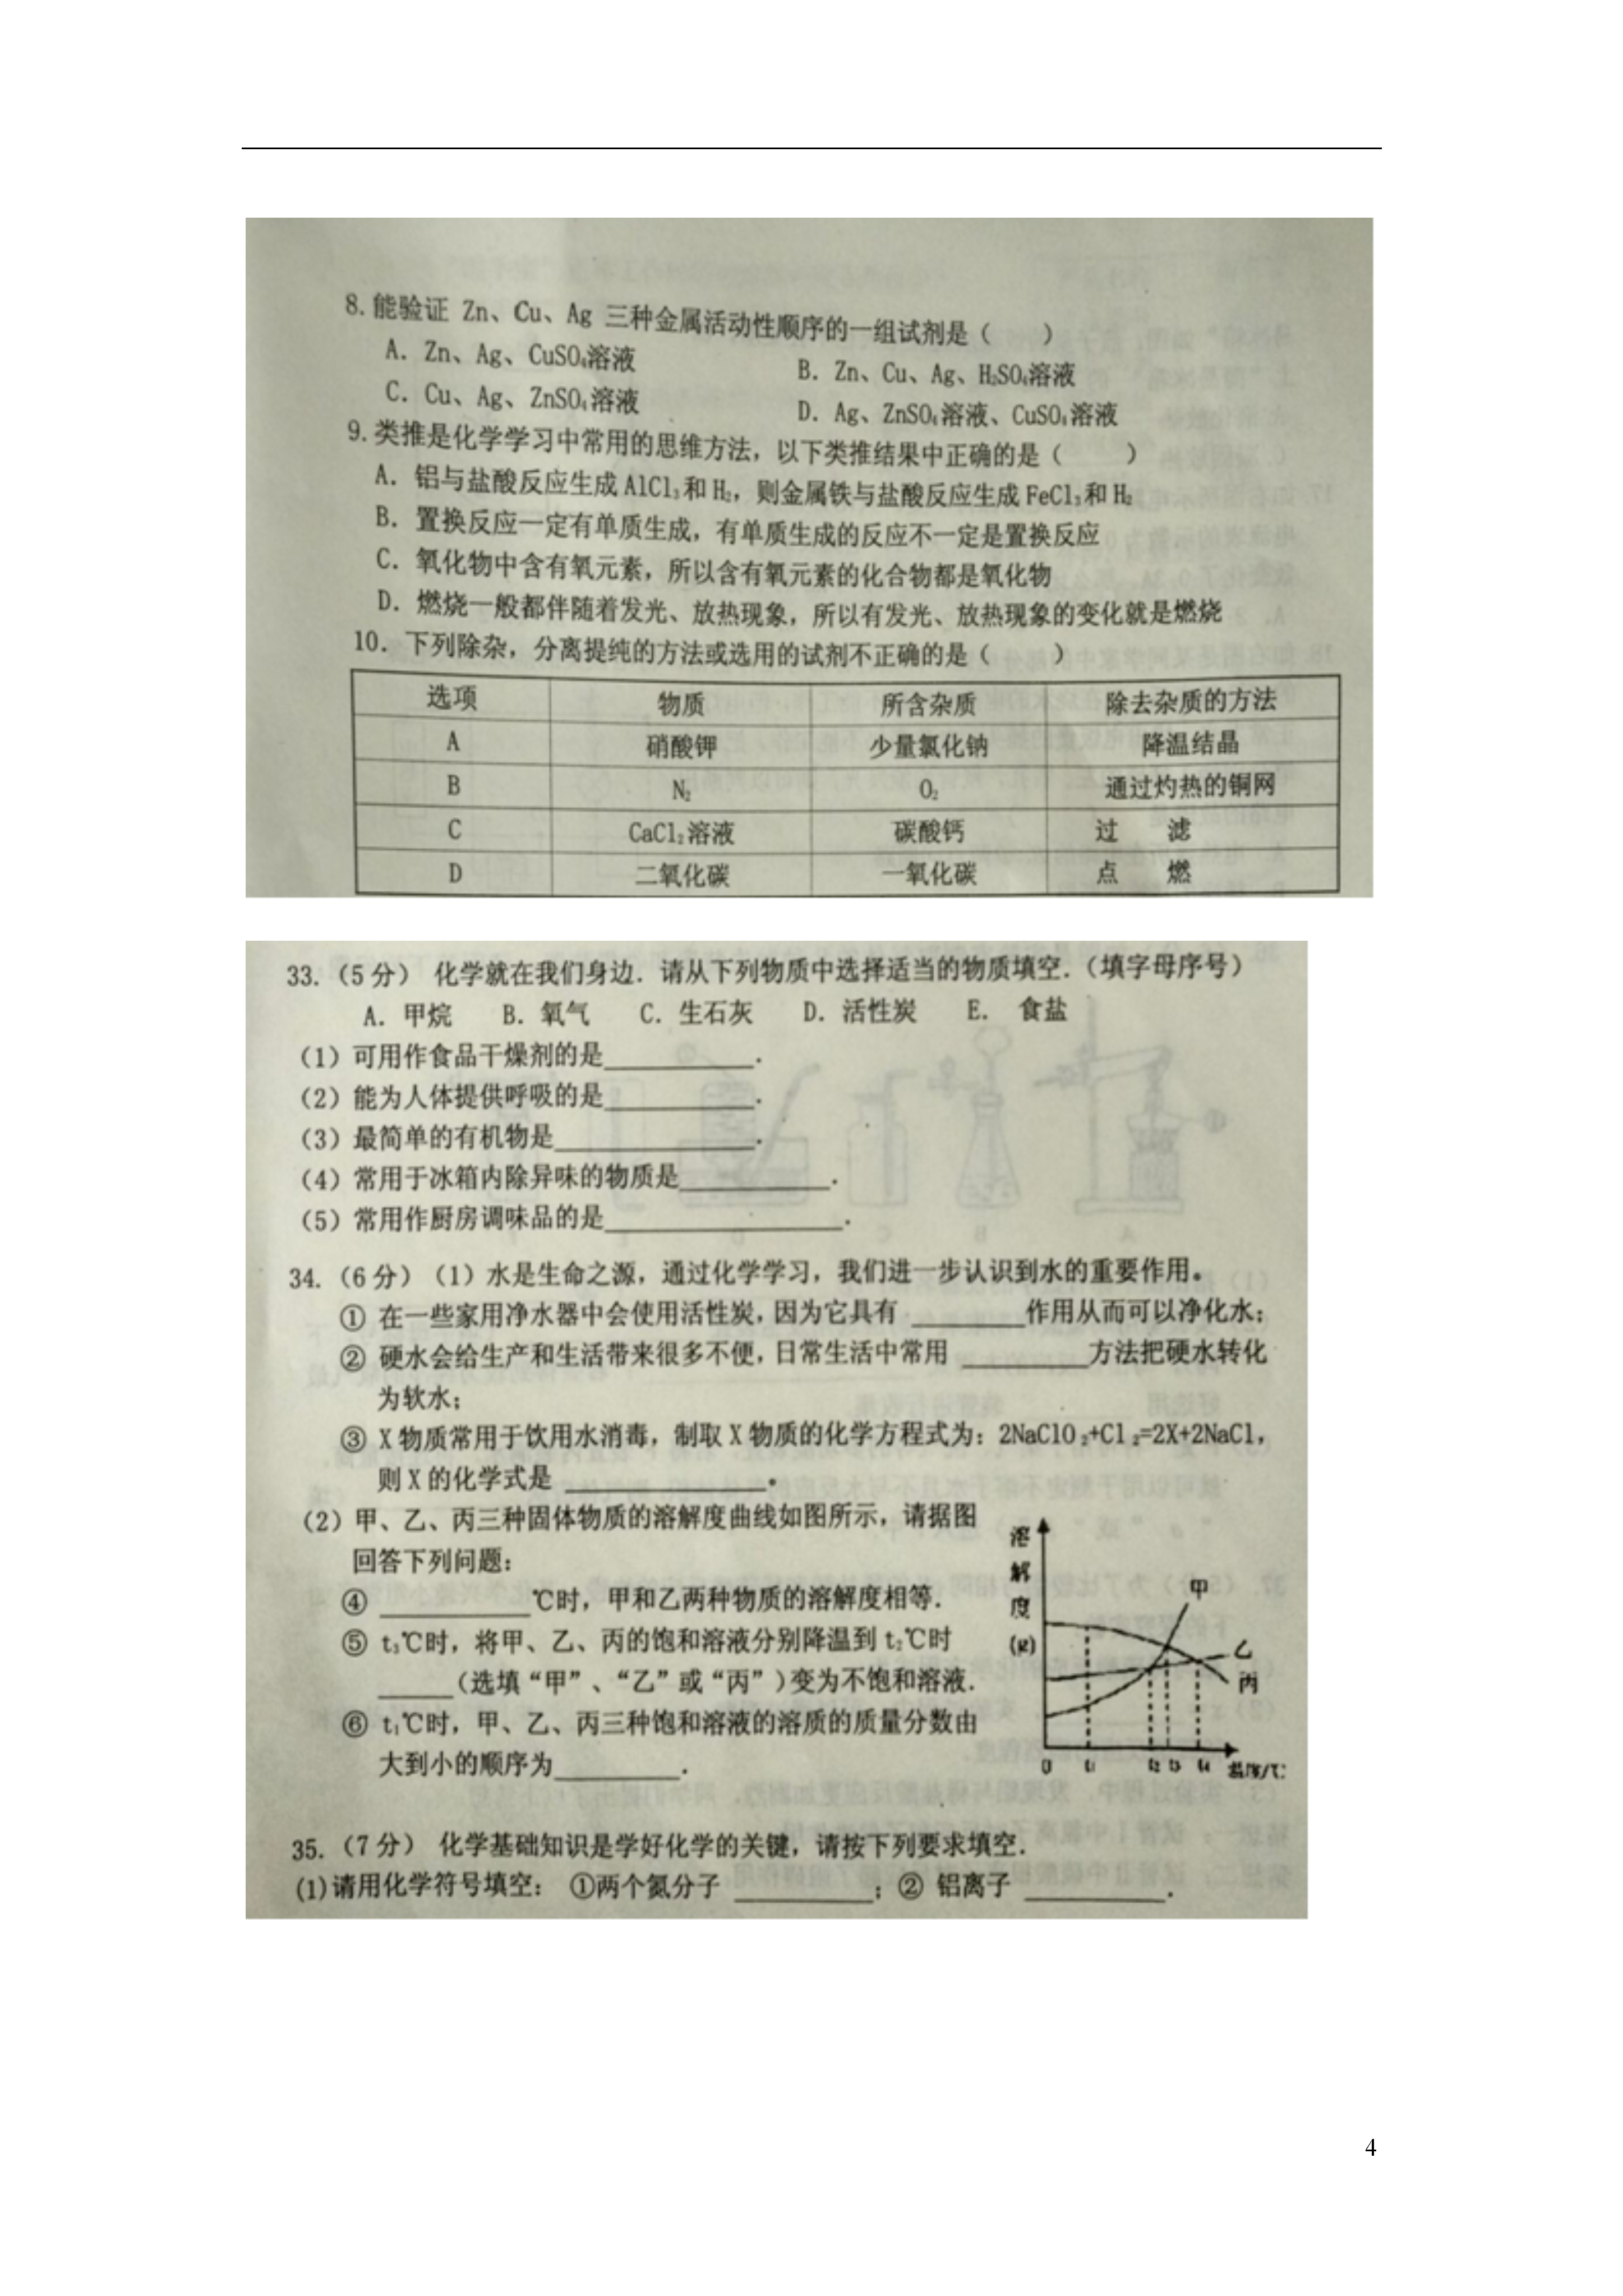 8.能验证 Zn、Cu、Ag 三种金属活动性顺序的一组试剂是（　　）
A. Zn、Ag、CuSO₄溶液　　B. Zn、Cu、Ag、H₂SO₄溶液
C. Cu、Ag、ZnSO₄溶液　　D. Ag、ZnSO₄溶液、CuSO₄溶液
9.类推是化学学习中常用的思维方法，以下类推结果中正确的是（　　）
A. 铝与盐酸反应生成AlCl₃和H₂，则金属铁与盐酸反应生成FeCl₃和H₂
B. 置换反应一定有单质生成，有单质生成的反应不一定是置换反应
C. 氧化物中含有氧元素，所以含有氧元素的化合物都是氧化物
D. 燃烧一般都伴随着发光、放热现象，所以有发光、放热现象的变化就是燃烧
10. 下列除杂，分离提纯的方法或选用的试剂不正确的是（　　）
选项　物质　所含杂质　除去杂质的方法
A　硝酸钾　少量氯化钠　降温结晶
B　N₂　O₂　通过灼热的铜网
C　CaCl₂溶液　碳酸钙　过　滤
D　二氧化碳　一氧化碳　点　燃
33.（5分） 化学就在我们身边. 请从下列物质中选择适当的物质填空.（填字母序号）
A. 甲烷　B. 氧气　C. 生石灰　D. 活性炭　E. 食盐
（1）可用作食品干燥剂的是__________.
（2）能为人体提供呼吸的是__________.
（3）最简单的有机物是__________.
（4）常用于冰箱内除异味的物质是__________.
（5）常用作厨房调味品的是__________.
34.（6分）（1）水是生命之源，通过化学学习，我们进一步认识到水的重要作用。
① 在一些家用净水器中会使用活性炭,因为它具有 ________作用从而可以净化水;
② 硬水会给生产和生活带来很多不便,日常生活中常用 ________方法把硬水转化
为软水;
③ X物质常用于饮用水消毒，制取X物质的化学方程式为: 2NaClO₂+Cl₂=2X+2NaCl,
则X的化学式是 __________。
（2）甲、乙、丙三种固体物质的溶解度曲线如图所示，请据图
回答下列问题:
④ __________℃时，甲和乙两种物质的溶解度相等.
⑤ t₃℃时，将甲、乙、丙的饱和溶液分别降温到t₂℃时
_____(选填“甲”、“乙”或“丙”)变为不饱和溶液.
⑥ t₁℃时，甲、乙、丙三种饱和溶液的溶质的质量分数由
大到小的顺序为________.
溶
解
度
(g)
甲
乙
丙
0　t₁　t₂ t₃ t₄ 温度/℃
35.（7分） 化学基础知识是学好化学的关键，请按下列要求填空.
(1)请用化学符号填空: ①两个氮分子 ________; ② 铝离子 ________.
4